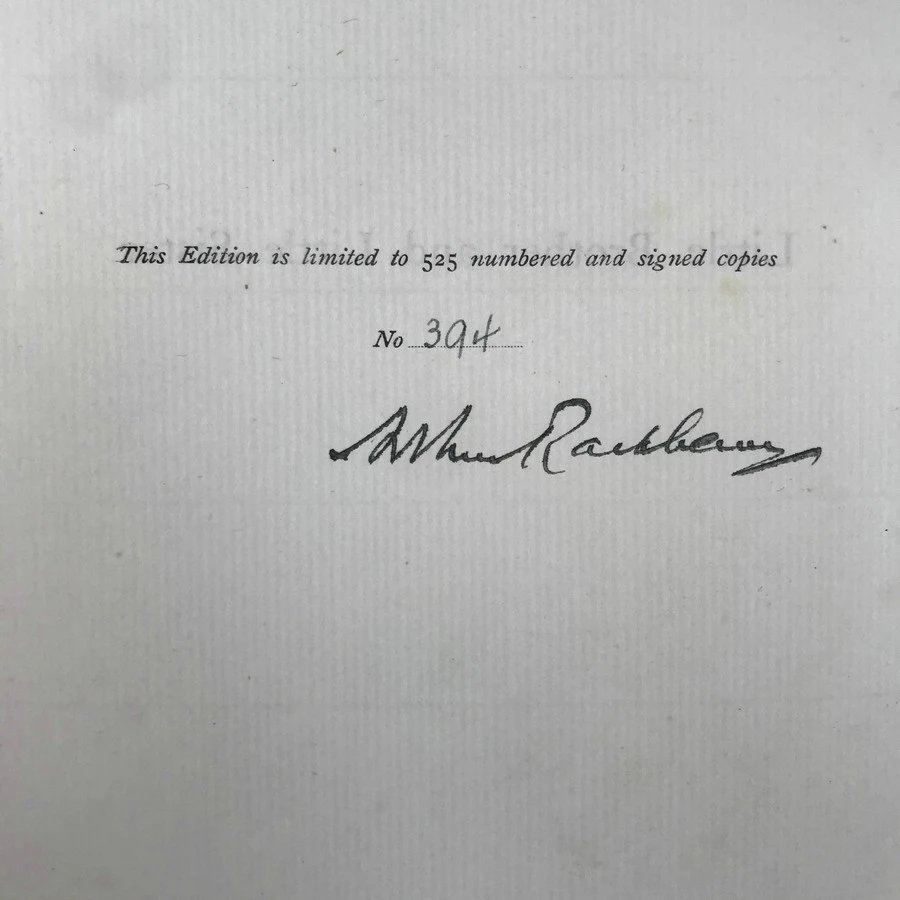 This Edition is limited to 525 numbered and signed copies
No 394
Arthur Rackham